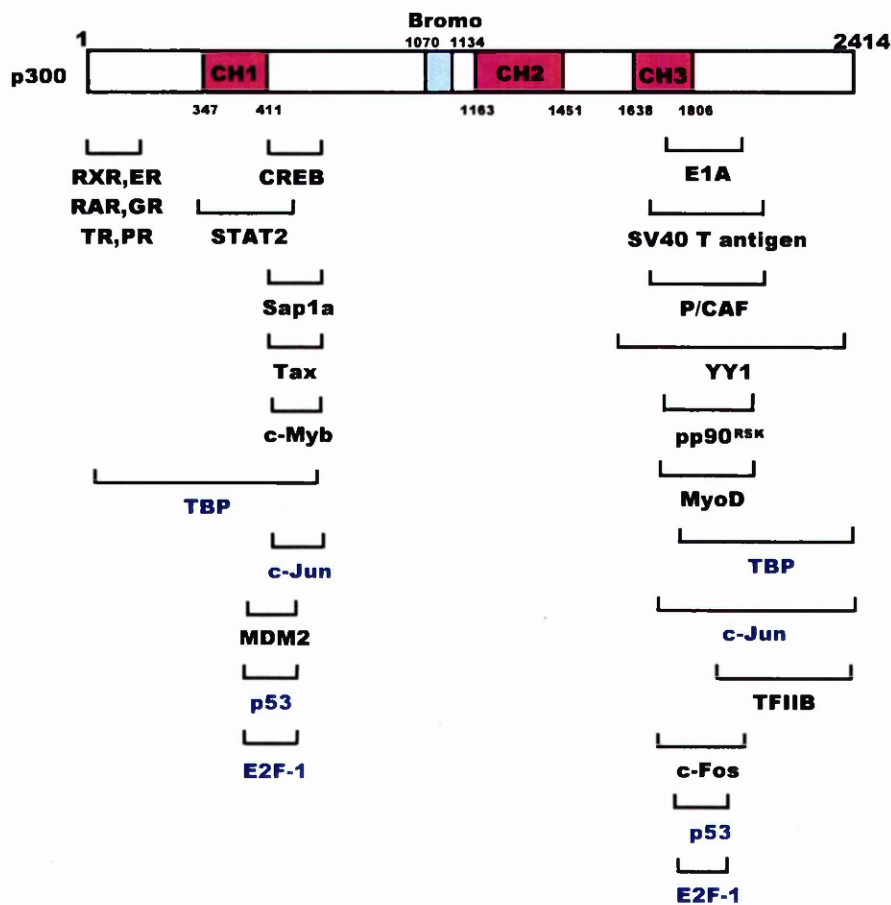 Bromo
1 1070 1134 2414
p300 CH1 CH2 CH3
347 411 1163 1451 1638 1806
RXR,ER
RAR,GR
TR,PR
CREB
STAT2
Sap1a
Tax
c-Myb
TBP
c-Jun
MDM2
p53
E2F-1
E1A
SV40 T antigen
P/CAF
YY1
pp90RSK
MyoD
TBP
c-Jun
TFIIB
c-Fos
p53
E2F-1